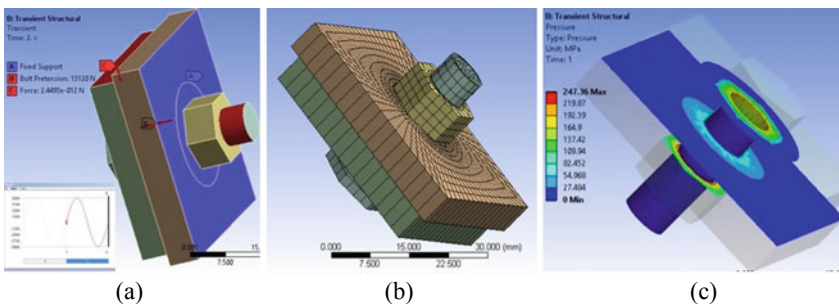 B: Transient Structural
Transient
Time: 2. s
A Fixed Support
B Bolt Pretension: 13120 N
C Force: 2.4493e-012 N
0.000 15.
7.500
0.000 15.000 30.000 (mm)
7.500 22.500
B: Transient Structural
Pressure
Type: Pressure
Unit: MPa
Time: 1
247.36 Max
219.87
192.39
164.9
137.42
109.94
82.452
54.968
27.484
0 Min
(a) (b) (c)